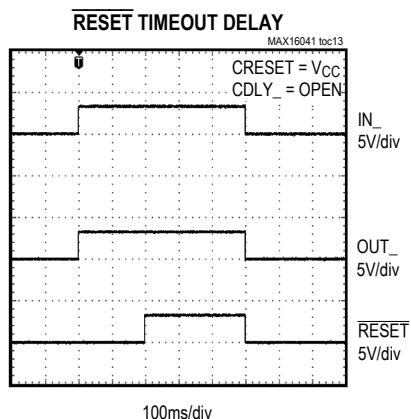 RESET TIMEOUT DELAY
MAX16041 toc13
T
CRESET = VCC
CDLY_ = OPEN
IN_
5V/div
OUT_
5V/div
RESET
5V/div
100ms/div